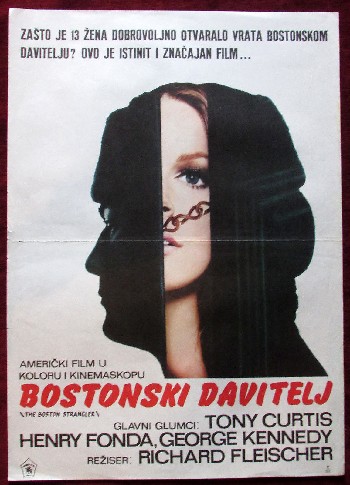 ZAŠTO JE 13 ŽENA DOBROVOLJNO OTVARALO VRATA BOSTONSKOM
DAVITELJU? OVO JE ISTINIT I ZNAČAJAN FILM...
AMERIČKI FILM U
KOLORU I KINEMASKOPU
BOSTONSKI DAVITELJ
(THE BOSTON STRANGLER)
GLAVNI GLUMCI: TONY CURTIS
HENRY FONDA, GEORGE KENNEDY
REŽISER: RICHARD FLEISCHER